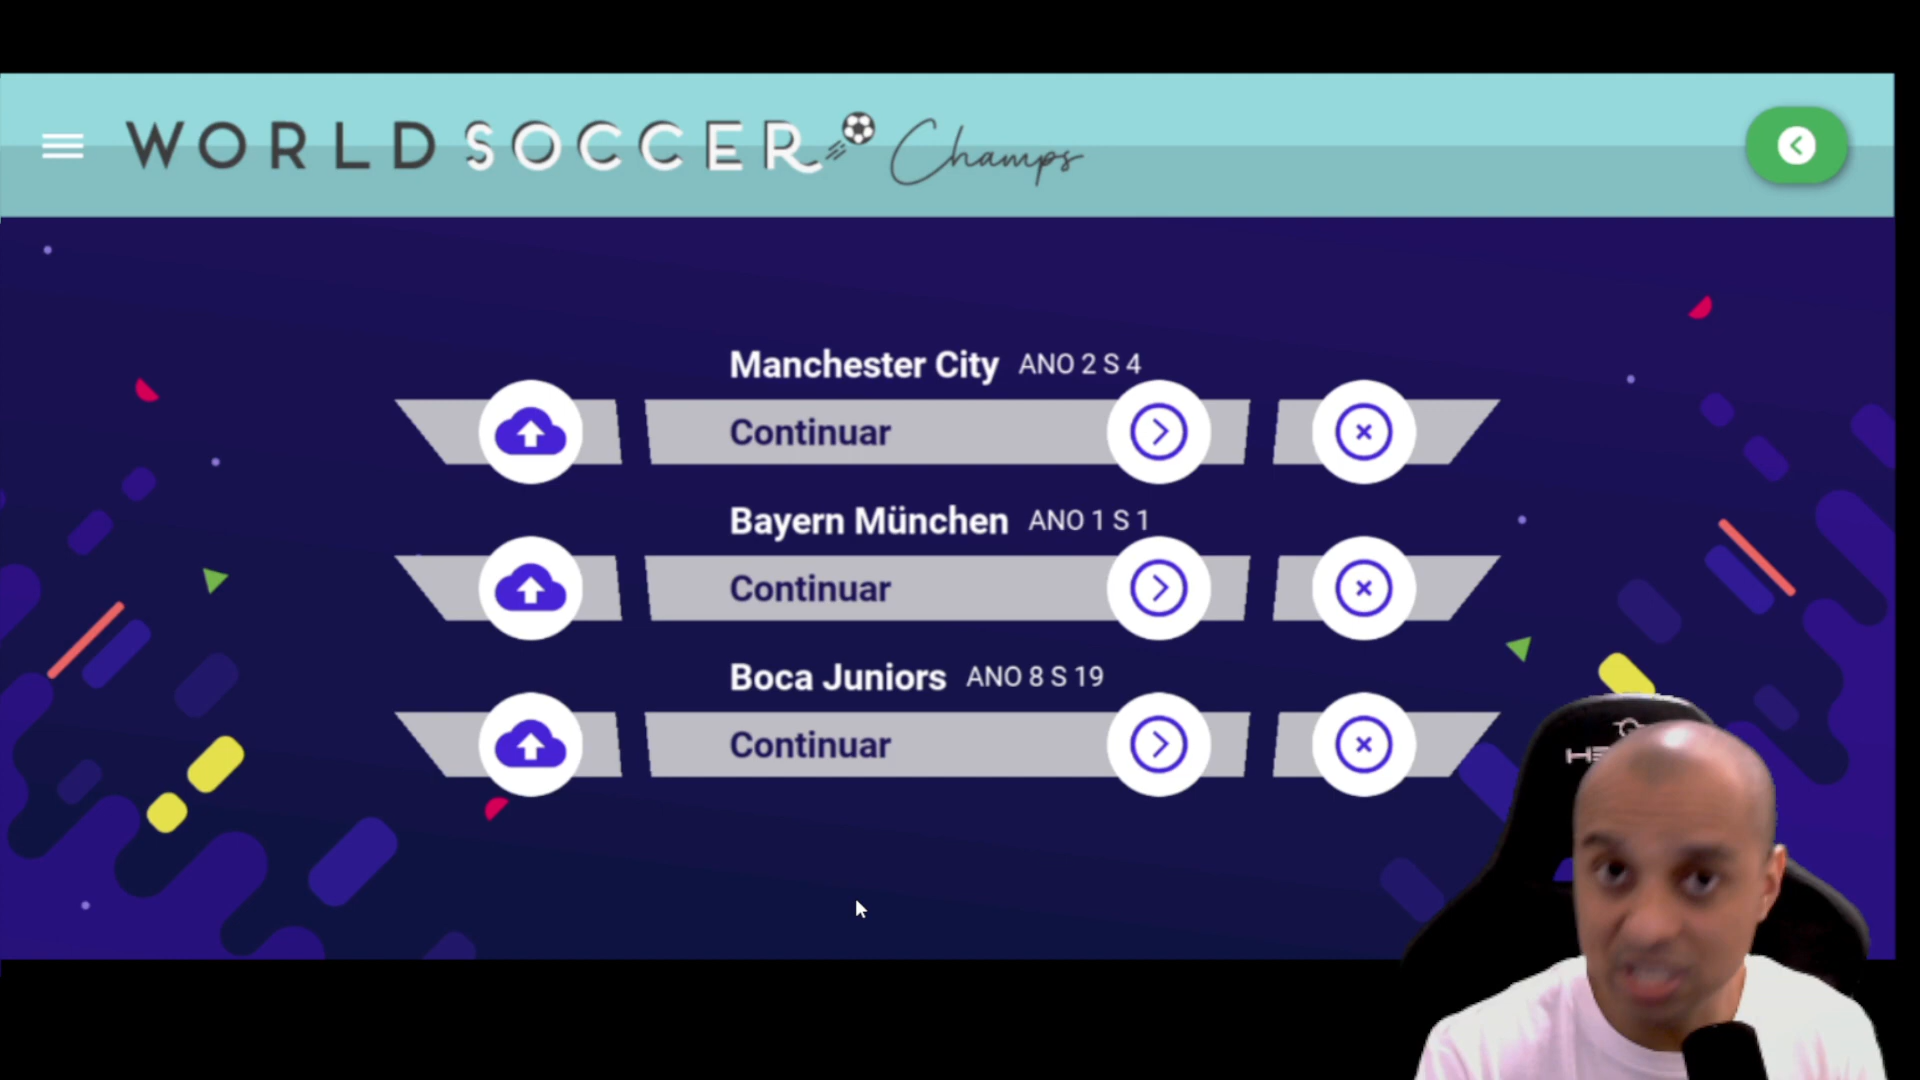 WORLD SOCCER Champs
Manchester City ANO 2 S 4
Continuar
Bayern München ANO 1 S 1
Continuar
Boca Juniors ANO 8 S 19
Continuar